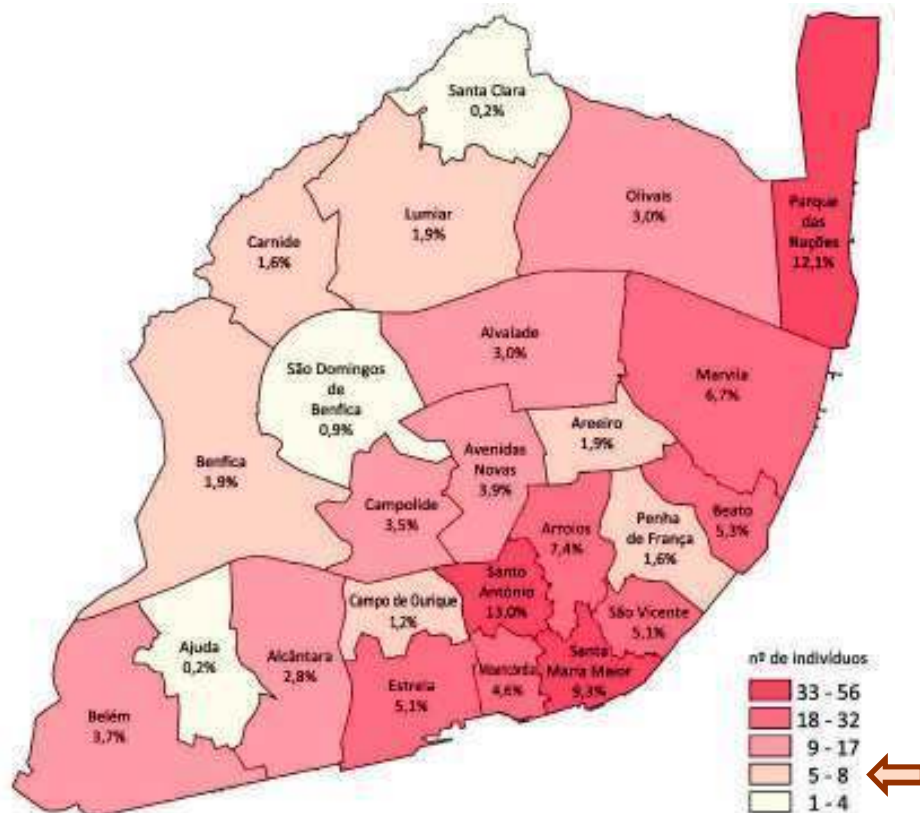 Santa Clara
0,2%
Olivais
3,0%
Parque
das
Nações
12,1%
Lumiar
1,9%
Carnide
1,6%
Alvalade
3,0%
São Domingos
de
Benfica
0,9%
Marvila
6,7%
Areeiro
1,9%
Avenidas
Novas
3,9%
Benfica
1,9%
Campolide
3,5%
Arroios
7,4%
Penha
de França
1,6%
Beato
5,3%
Santo
António
13,0%
Campo de Ourique
1,2%
São Vicente
5,1%
Ajuda
0,2%
Alcântara
2,8%
Estrela
5,1%
Misericórdia
4,6%
Santa
Maria Maior
9,3%
Belém
3,7%
nº de indivíduos
33 - 56
18 - 32
9 - 17
5 - 8
1 - 4